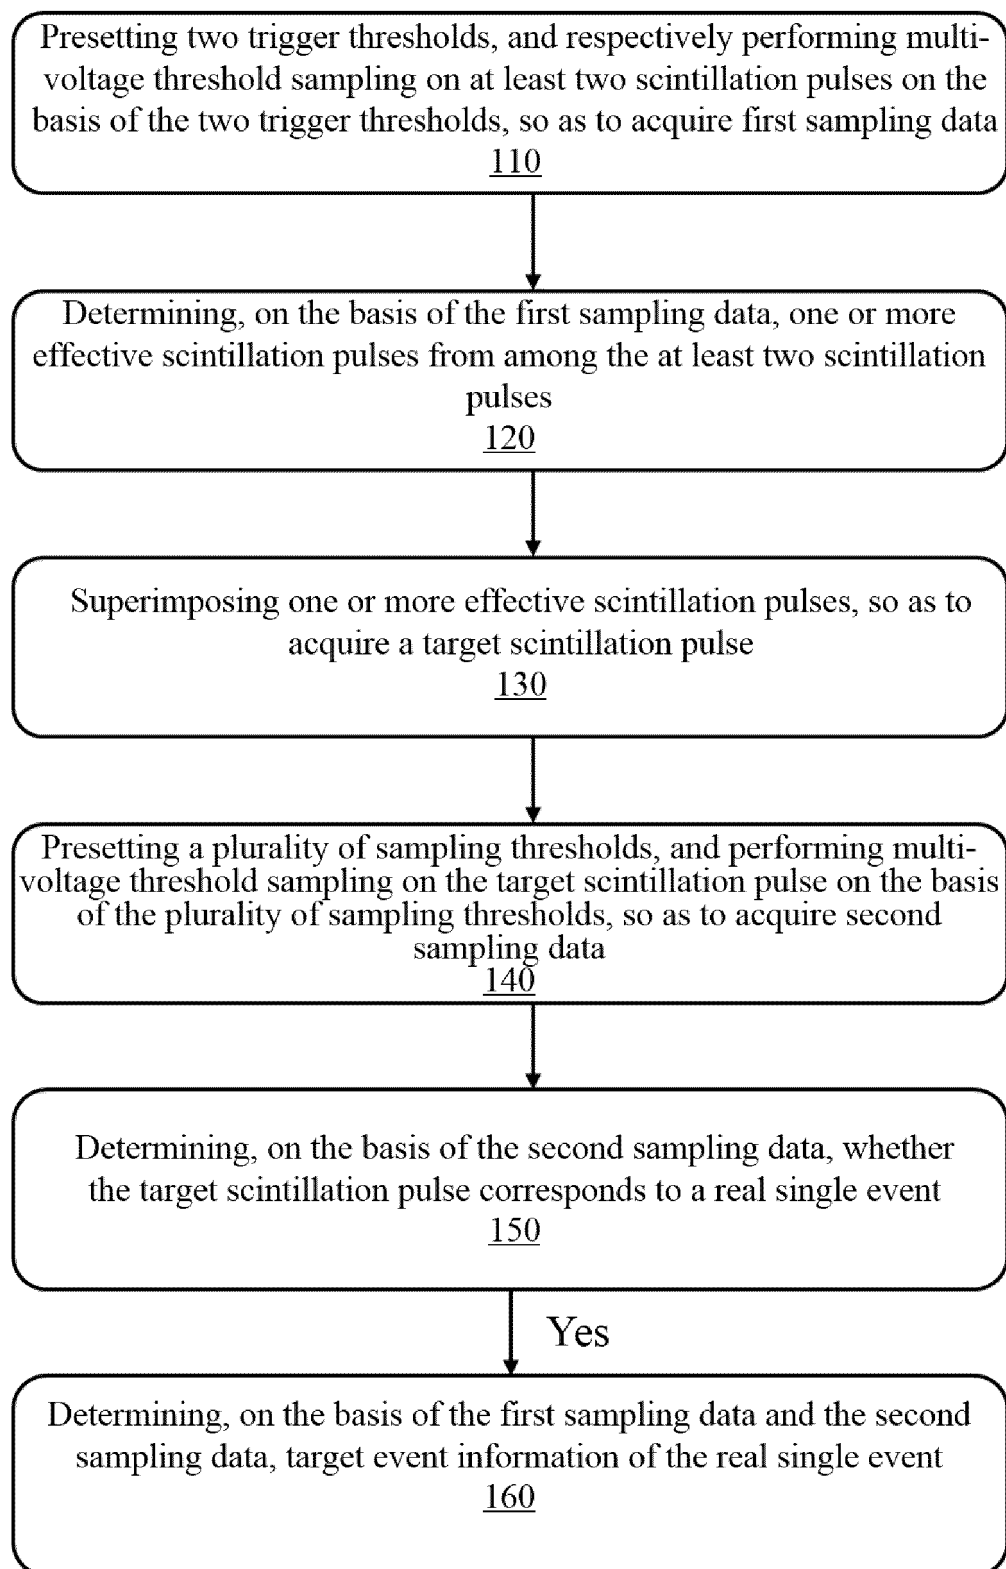 Presetting two trigger thresholds, and respectively performing multi-
voltage threshold sampling on at least two scintillation pulses on the
basis of the two trigger thresholds, so as to acquire first sampling data
110
Determining, on the basis of the first sampling data, one or more
effective scintillation pulses from among the at least two scintillation
pulses
120
Superimposing one or more effective scintillation pulses, so as to
acquire a target scintillation pulse
130
Presetting a plurality of sampling thresholds, and performing multi-
voltage threshold sampling on the target scintillation pulse on the basis
of the plurality of sampling thresholds, so as to acquire second
sampling data
140
Determining, on the basis of the second sampling data, whether
the target scintillation pulse corresponds to a real single event
150
Yes
Determining, on the basis of the first sampling data and the second
sampling data, target event information of the real single event
160